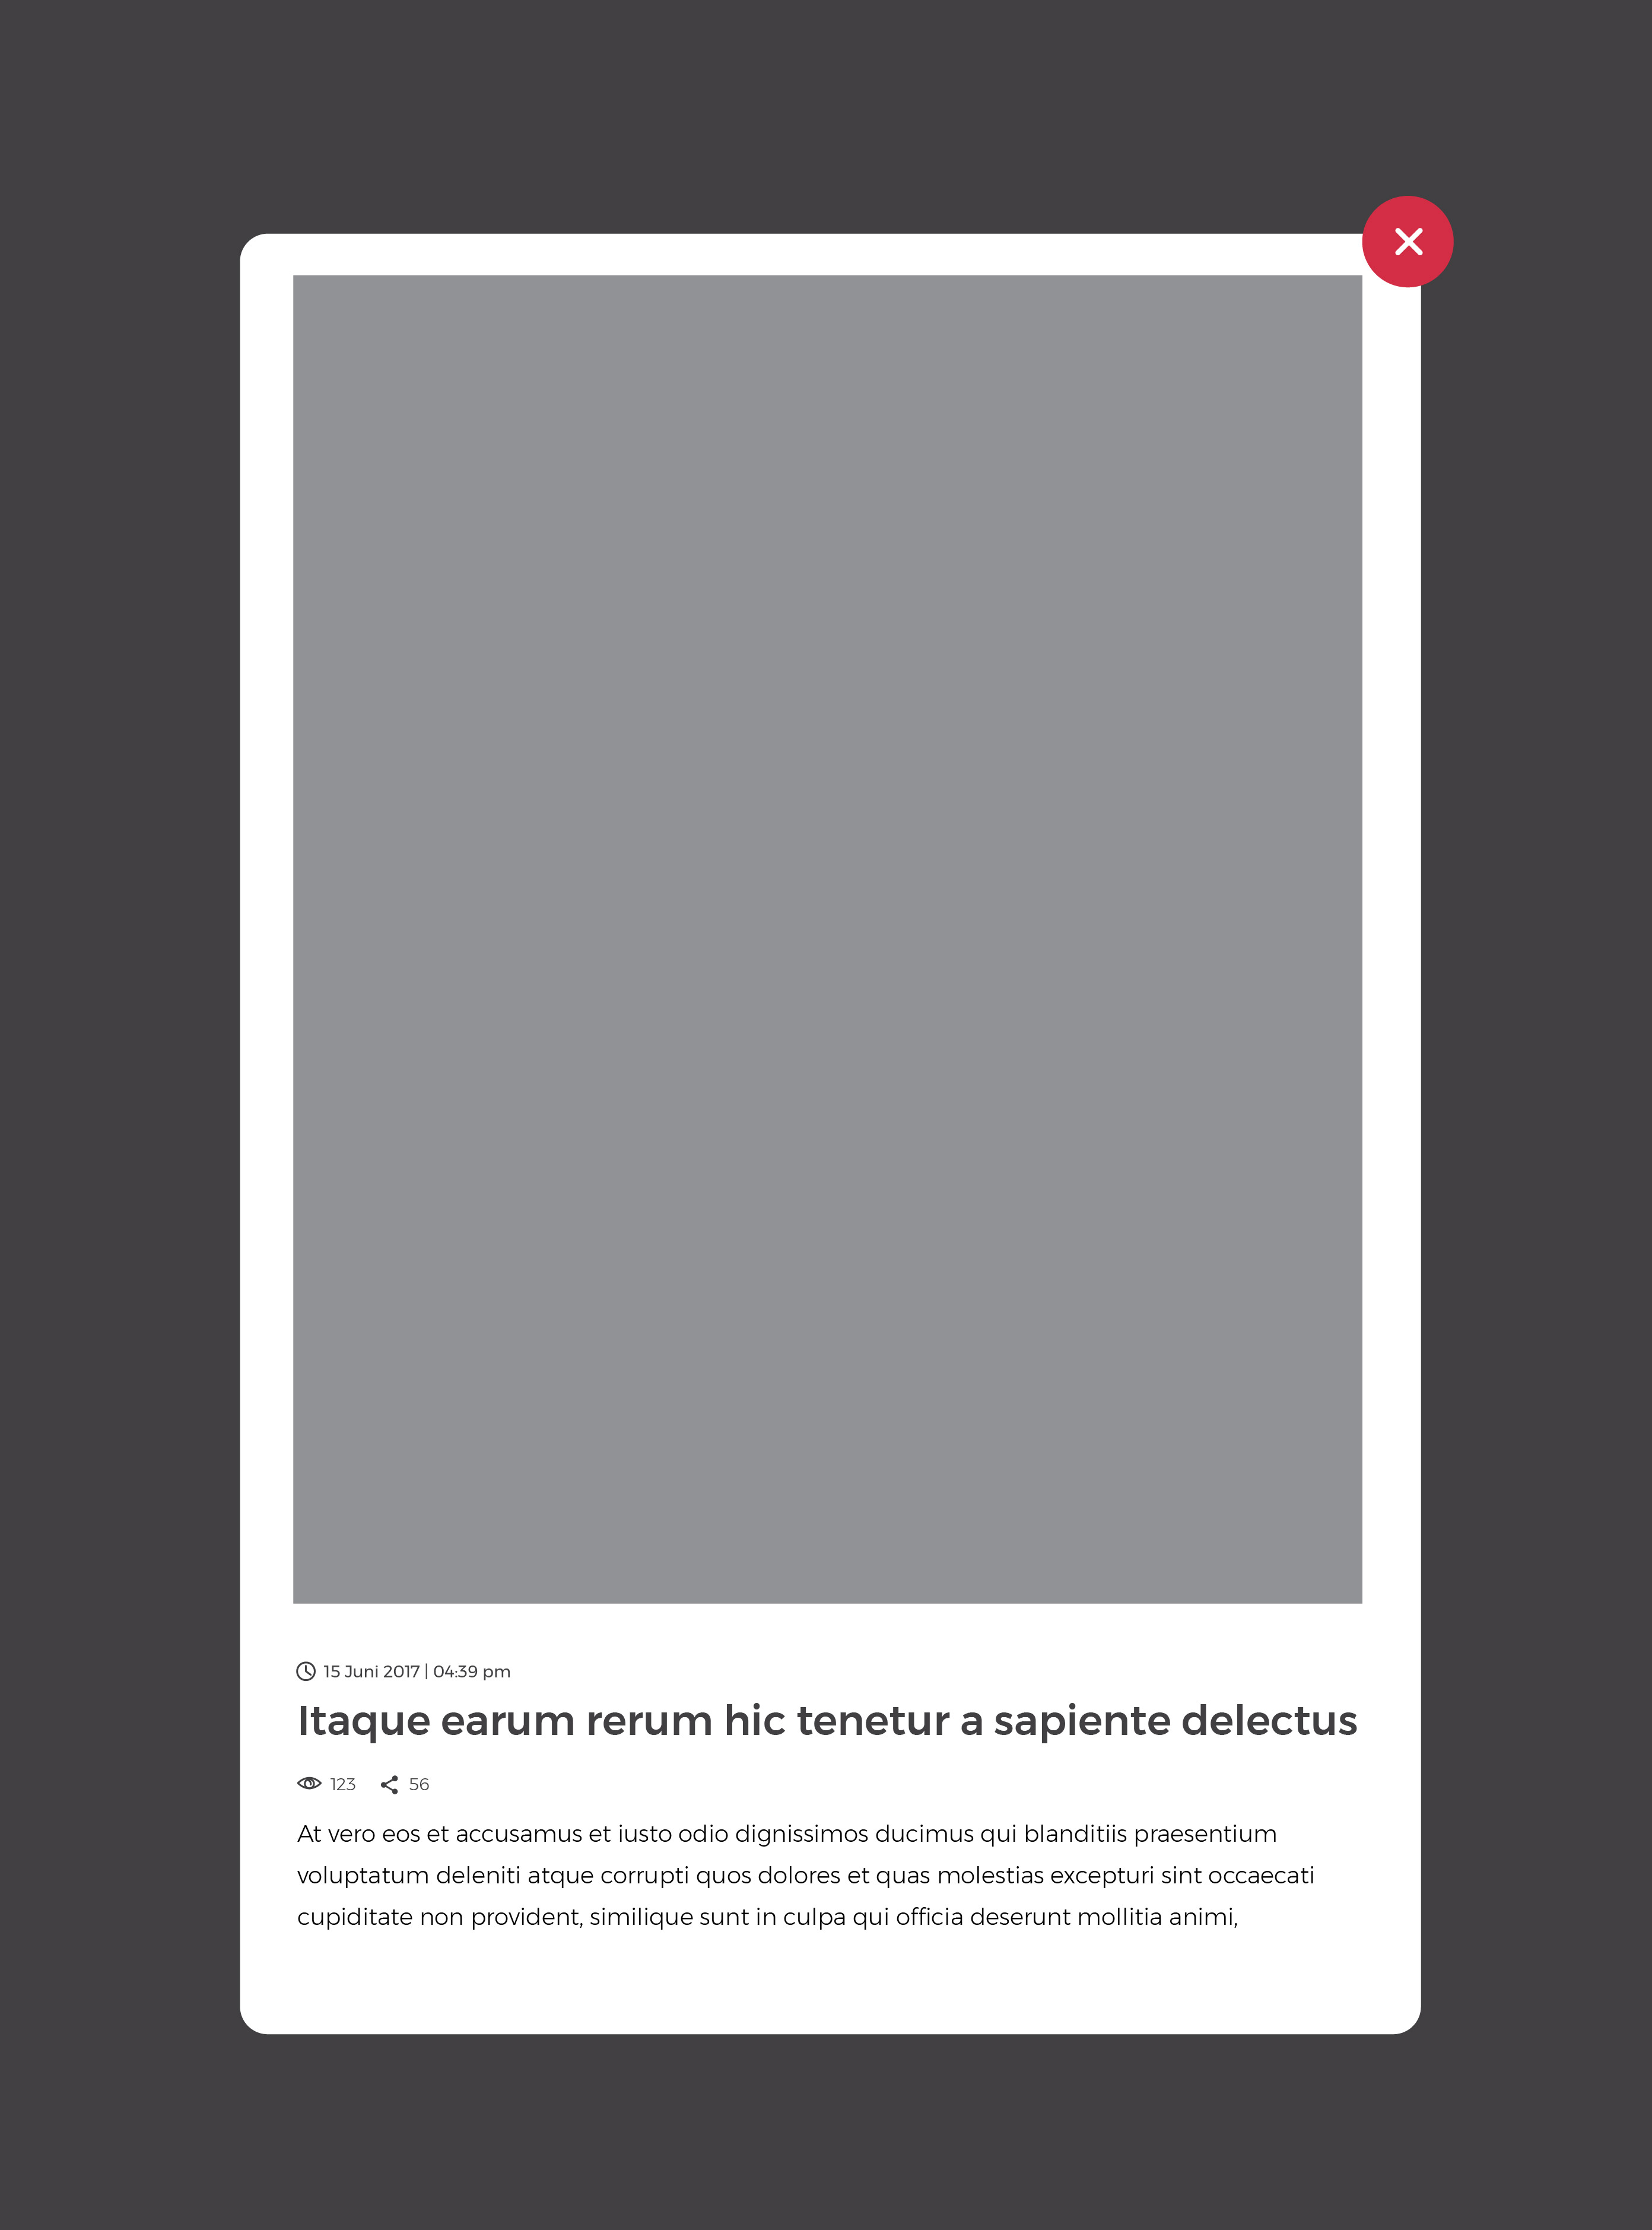 15 Juni 2017 | 04:39 pm
Itaque earum rerum hic tenetur a sapiente delectus
123 56
At vero eos et accusamus et iusto odio dignissimos ducimus qui blanditiis praesentium
voluptatum deleniti atque corrupti quos dolores et quas molestias excepturi sint occaecati
cupiditate non provident, similique sunt in culpa qui officia deserunt mollitia animi,